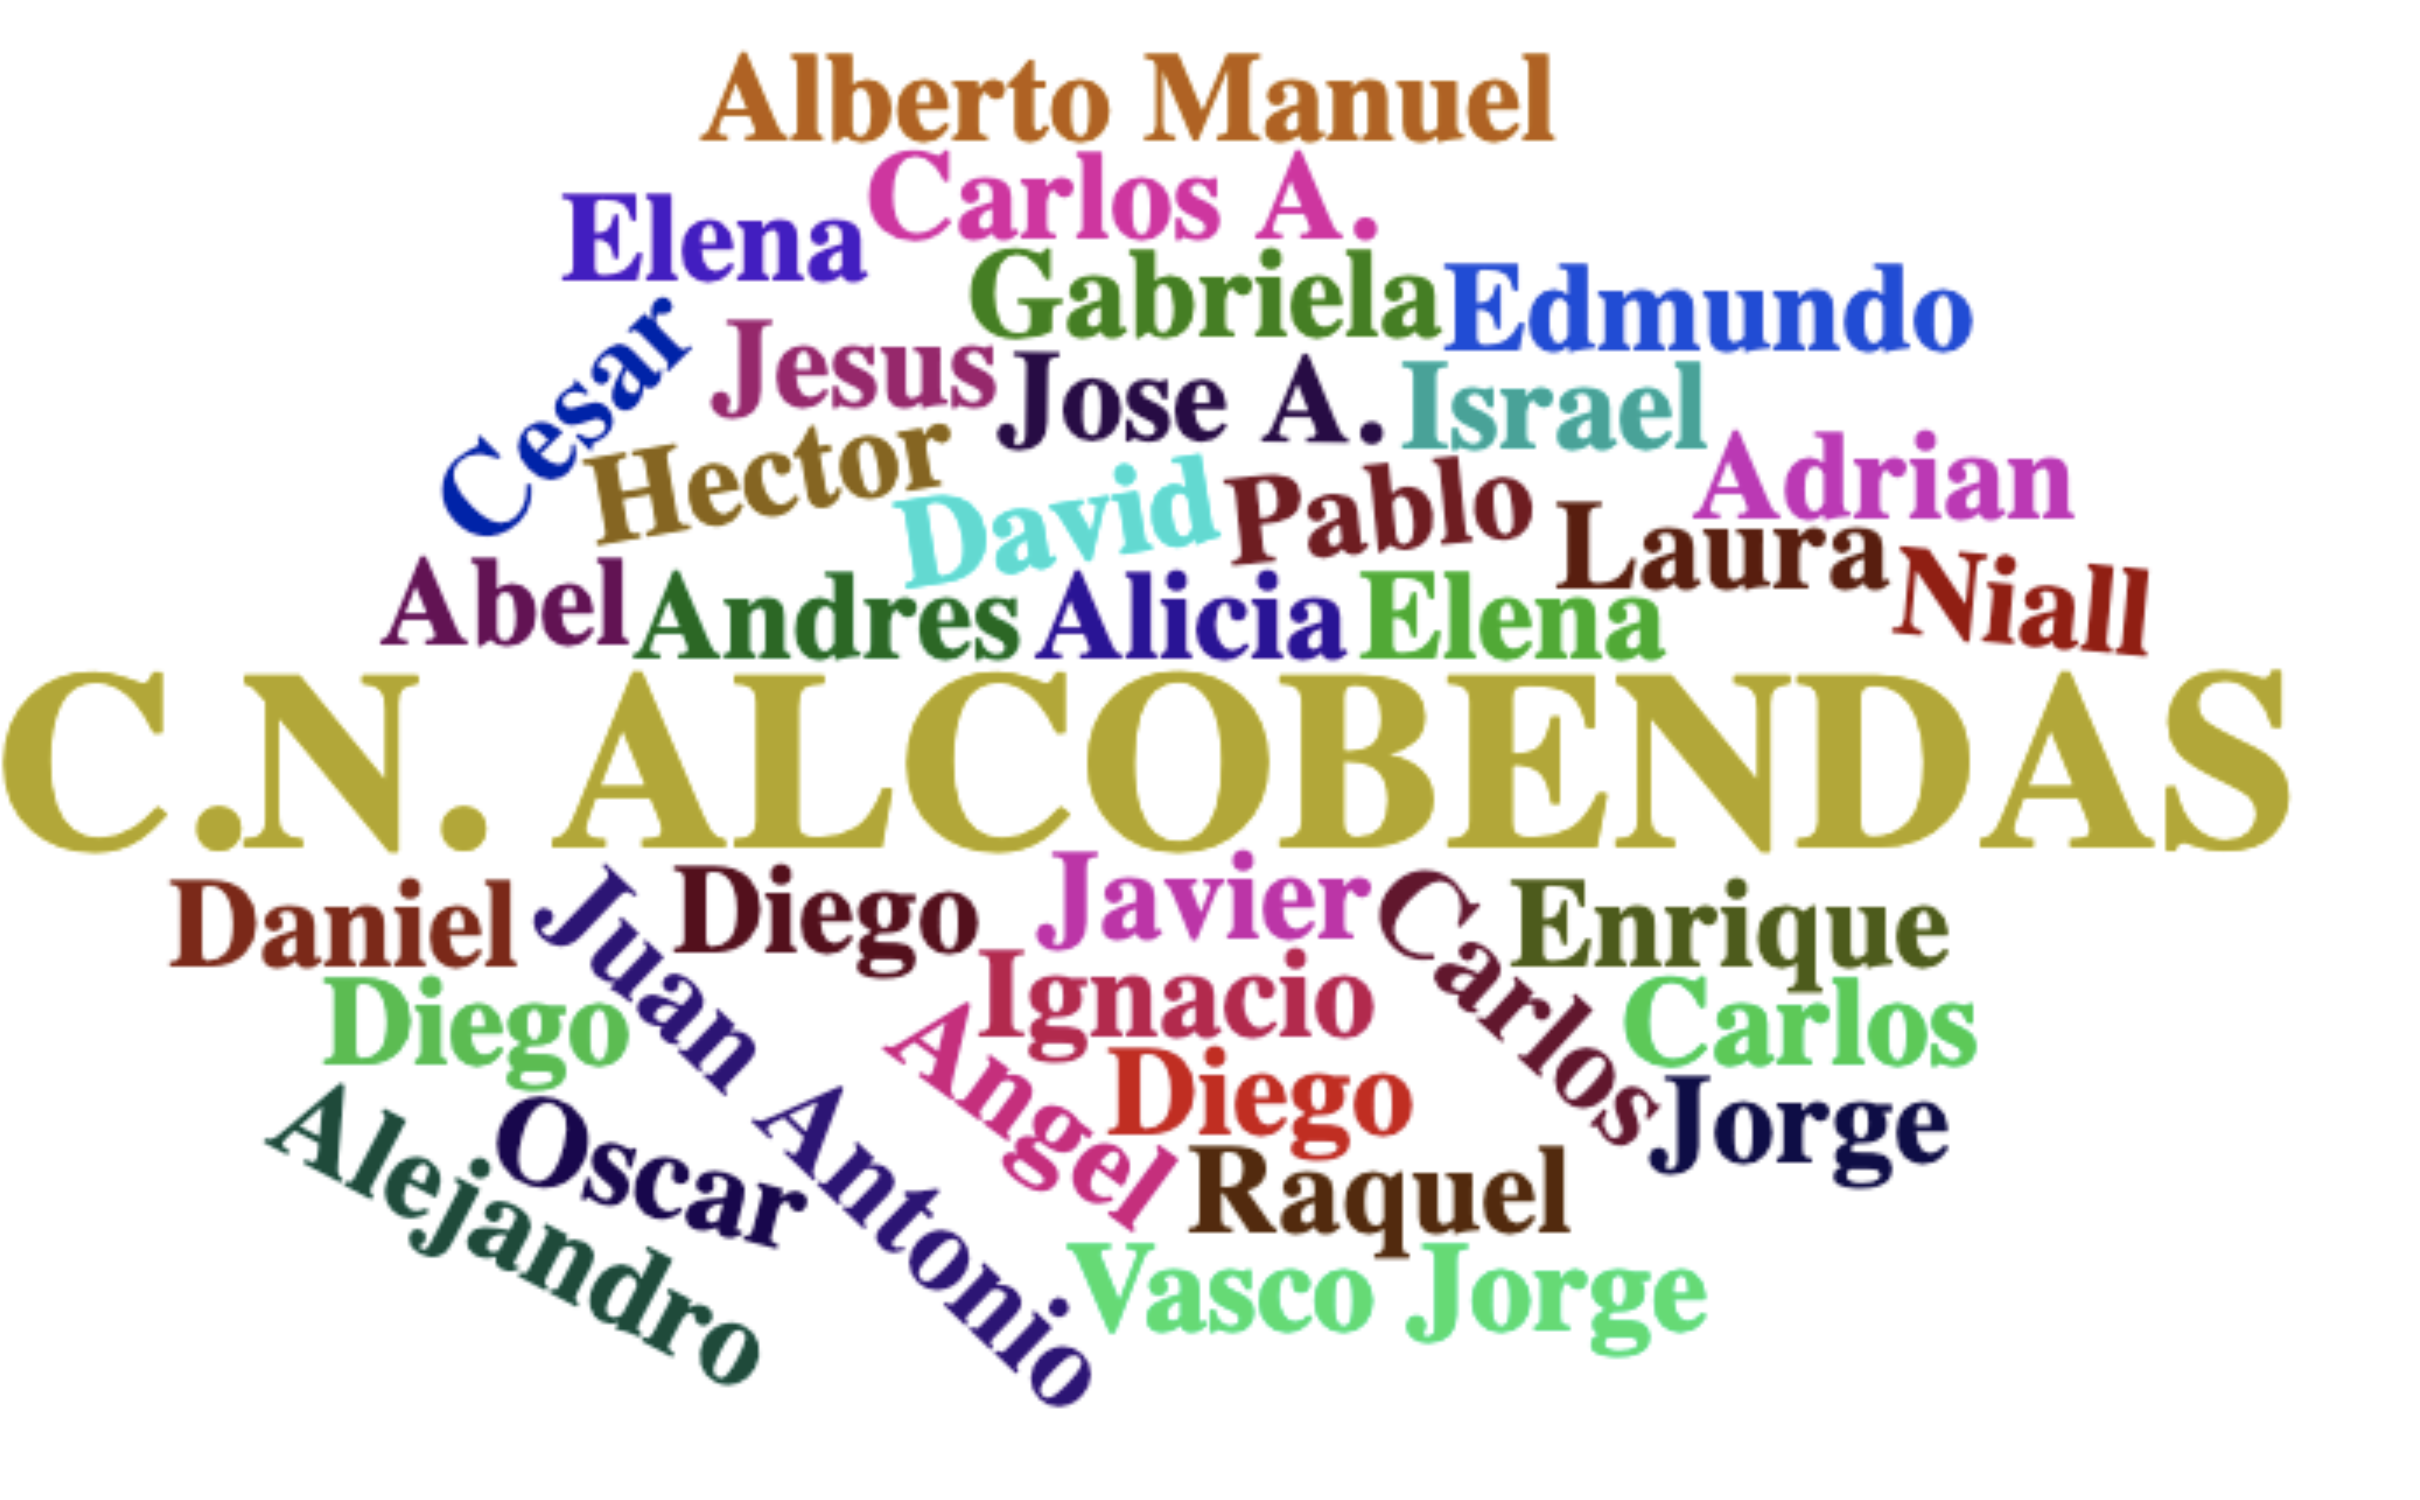 Alberto Manuel
Carlos A.
Elena
Gabriela
Edmundo
Cesar
Jesus
Jose A.
Israel
Hector
David
Pablo
Adrian
Laura
Niall
Abel
Andres
Alicia
Elena
C.N. ALCOBENDAS
Daniel
Juan Antonio
Diego
Javier
Carlos
Enrique
Diego
Ignacio
Carlos
Angel
Diego
Jorge
Alejandro
Oscar
Raquel
Vasco Jorge